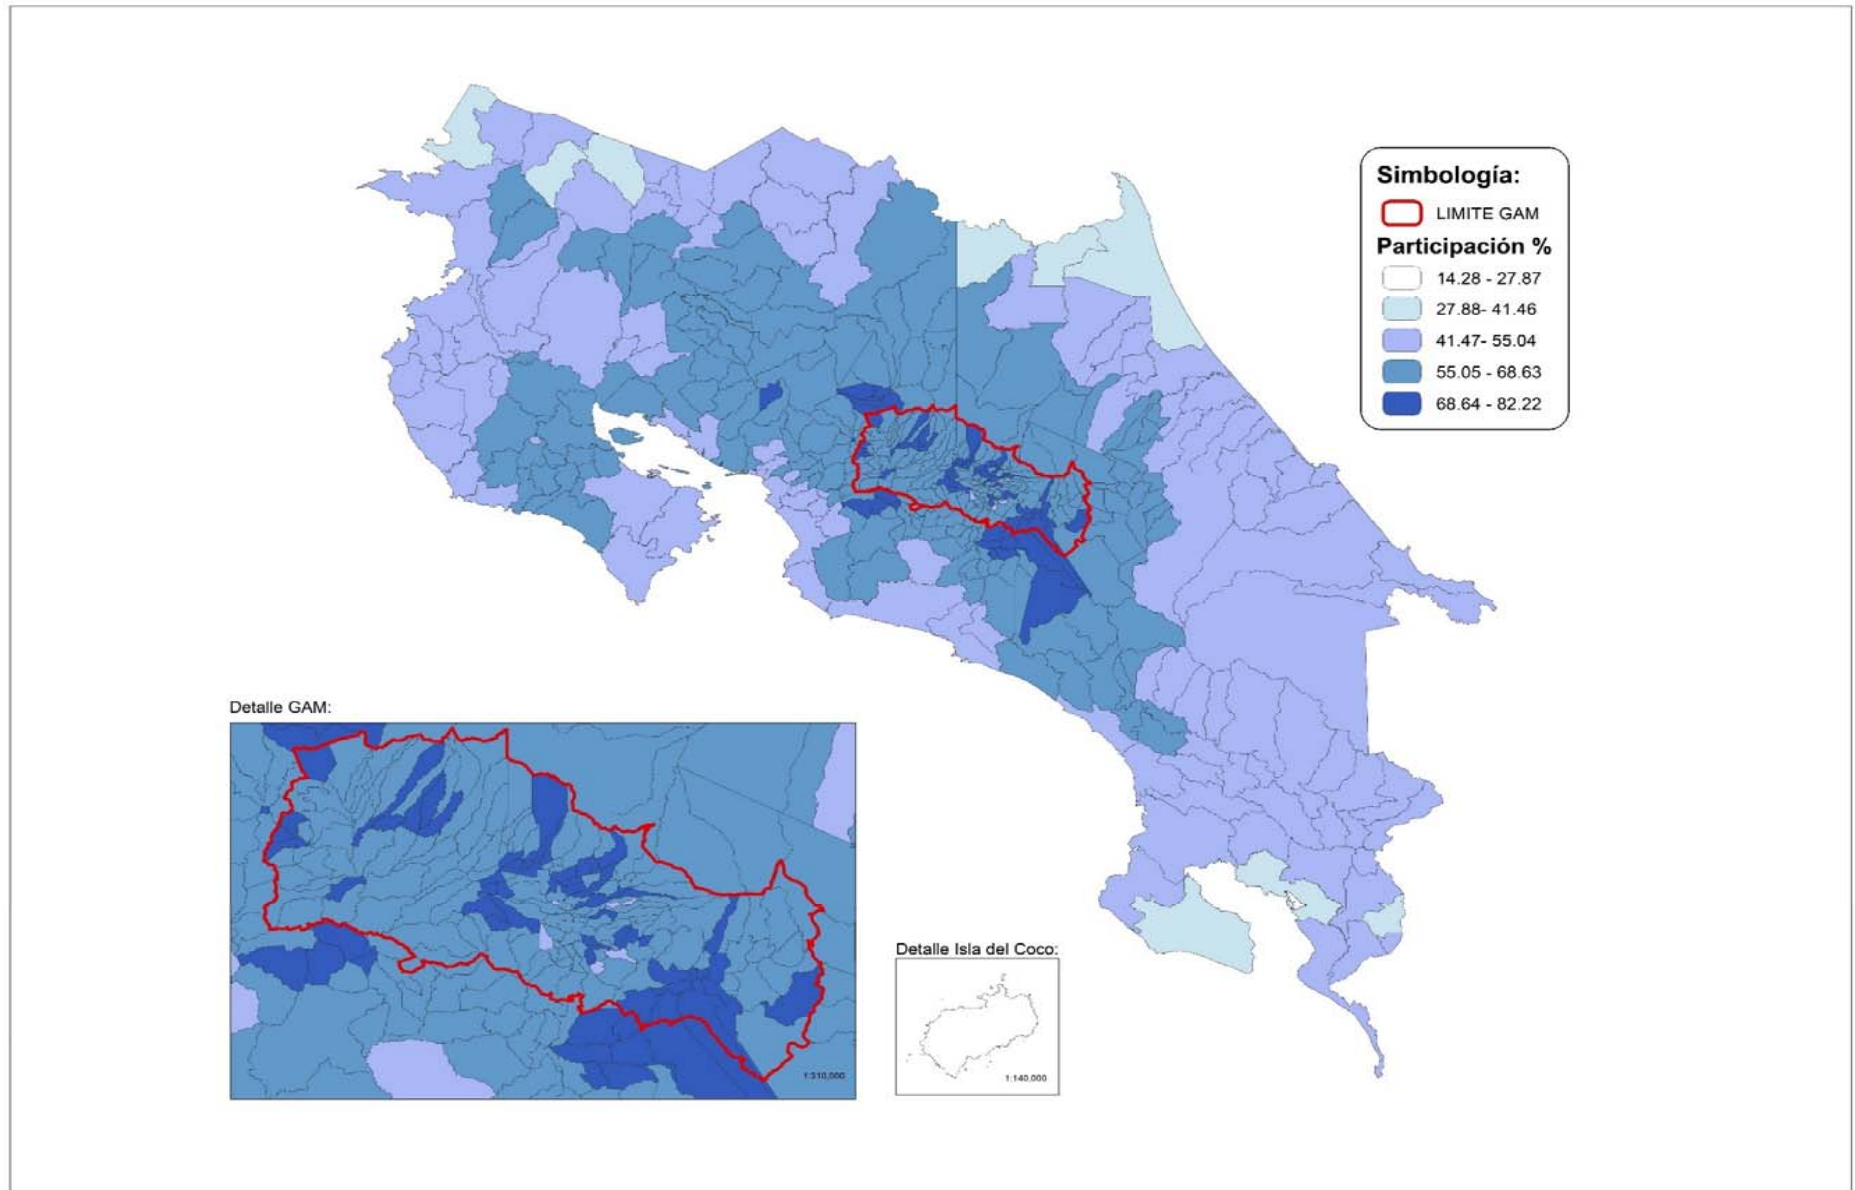 Simbología:
LIMITE GAM
Participación %
14.28 - 27.87
27.88- 41.46
41.47- 55.04
55.05 - 68.63
68.64 - 82.22
Detalle GAM:
1:310,000
Detalle Isla del Coco:
1:140,000